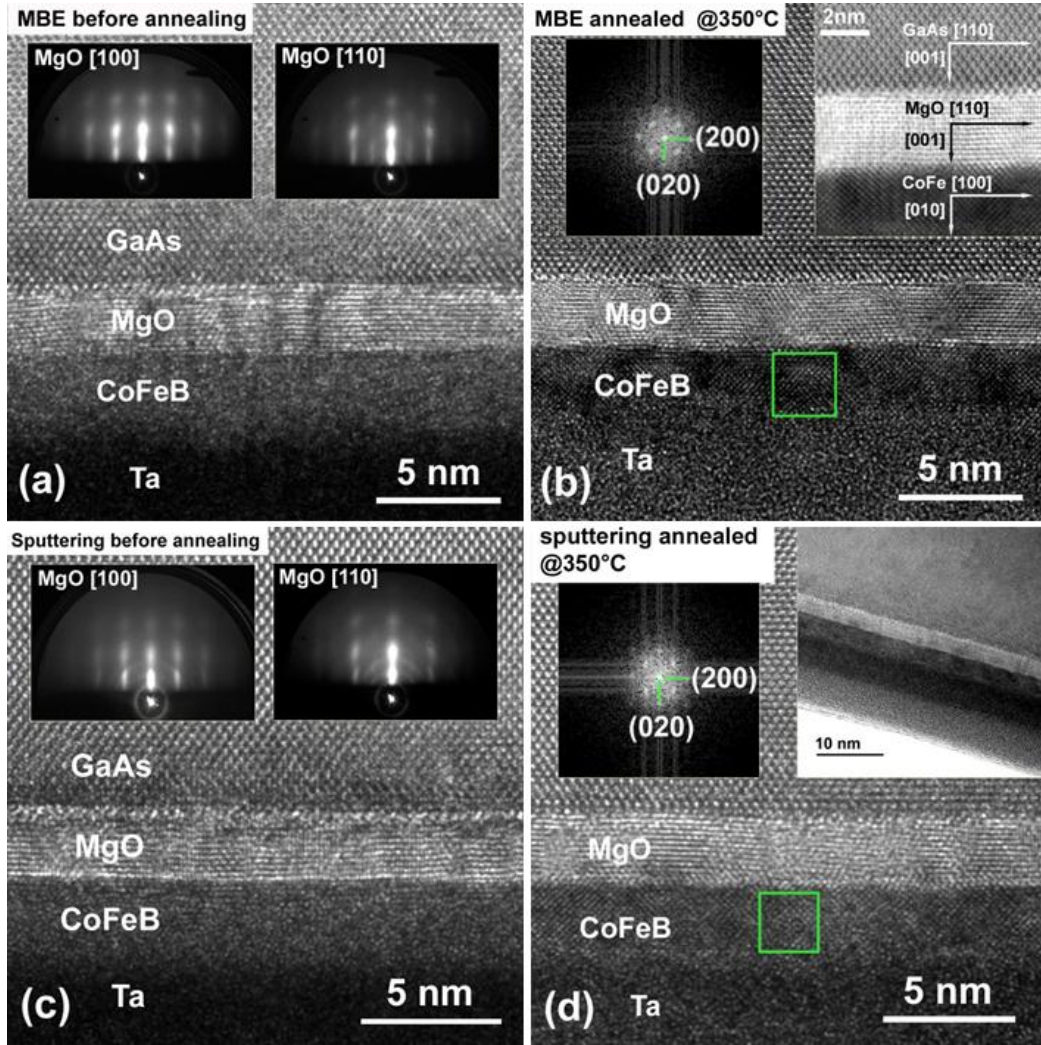 MBE before annealing
MgO [100]
MgO [110]
GaAs
MgO
CoFeB
Ta
(a)
5 nm
MBE annealed @350°C
(200)
(020)
2nm
GaAs [110]
[001]
MgO [110]
[001]
CoFe [100]
[010]
MgO
CoFeB
Ta
(b)
5 nm
Sputtering before annealing
MgO [100]
MgO [110]
GaAs
MgO
CoFeB
Ta
(c)
5 nm
sputtering annealed
@350°C
(200)
(020)
10 nm
MgO
CoFeB
Ta
(d)
5 nm